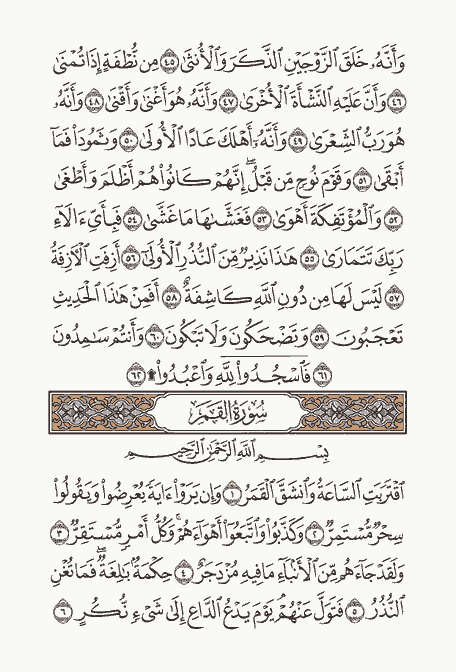 وَأَنَّهُۥ خَلَقَ ٱلزَّوْجَيْنِ ٱلذَّكَرَ وَٱلْأُنثَىٰ ٤٥ مِن نُّطْفَةٍ إِذَا تُمْنَىٰ
٤٦ وَأَنَّ عَلَيْهِ ٱلنَّشْأَةَ ٱلْأُخْرَىٰ ٤٧ وَأَنَّهُۥ هُوَ أَغْنَىٰ وَأَقْنَىٰ ٤٨ وَأَنَّهُۥ
هُوَ رَبُّ ٱلشِّعْرَىٰ ٤٩ وَأَنَّهُۥٓ أَهْلَكَ عَادًا ٱلْأُولَىٰ ٥٠ وَثَمُودَا۟ فَمَآ
أَبْقَىٰ ٥١ وَقَوْمَ نُوحٍ مِّن قَبْلُ ۖ إِنَّهُمْ كَانُوا۟ هُمْ أَظْلَمَ وَأَطْغَىٰ
٥٢ وَٱلْمُؤْتَفِكَةَ أَهْوَىٰ ٥٣ فَغَشَّىٰهَا مَا غَشَّىٰ ٥٤ فَبِأَىِّ ءَالَآءِ
رَبِّكَ تَتَمَارَىٰ ٥٥ هَٰذَا نَذِيرٌ مِّنَ ٱلنُّذُرِ ٱلْأُولَىٰٓ ٥٦ أَزِفَتِ ٱلْءَازِفَةُ
٥٧ لَيْسَ لَهَا مِن دُونِ ٱللَّهِ كَاشِفَةٌ ٥٨ أَفَمِنْ هَٰذَا ٱلْحَدِيثِ
تَعْجَبُونَ ٥٩ وَتَضْحَكُونَ وَلَا تَبْكُونَ ٦٠ وَأَنتُمْ سَٰمِدُونَ
٦١ فَٱسْجُدُوا۟ لِلَّهِ وَٱعْبُدُوا۟ ۩ ٦٢
سُورَةُ القَمَرِ
بِسْمِ ٱللَّهِ ٱلرَّحْمَٰنِ ٱلرَّحِيمِ
ٱقْتَرَبَتِ ٱلسَّاعَةُ وَٱنشَقَّ ٱلْقَمَرُ ١ وَإِن يَرَوْا۟ ءَايَةً يُعْرِضُوا۟ وَيَقُولُوا۟
سِحْرٌ مُّسْتَمِرٌّ ٢ وَكَذَّبُوا۟ وَٱتَّبَعُوٓا۟ أَهْوَآءَهُمْ ۚ وَكُلُّ أَمْرٍ مُّسْتَقِرٌّ ٣
وَلَقَدْ جَآءَهُم مِّنَ ٱلْأَنۢبَآءِ مَا فِيهِ مُزْدَجَرٌ ٤ حِكْمَةٌۢ بَٰلِغَةٌ ۖ فَمَا تُغْنِ
ٱلنُّذُرُ ٥ فَتَوَلَّ عَنْهُمْ ۘ يَوْمَ يَدْعُ ٱلدَّاعِ إِلَىٰ شَىْءٍ نُّكُرٍ ٦